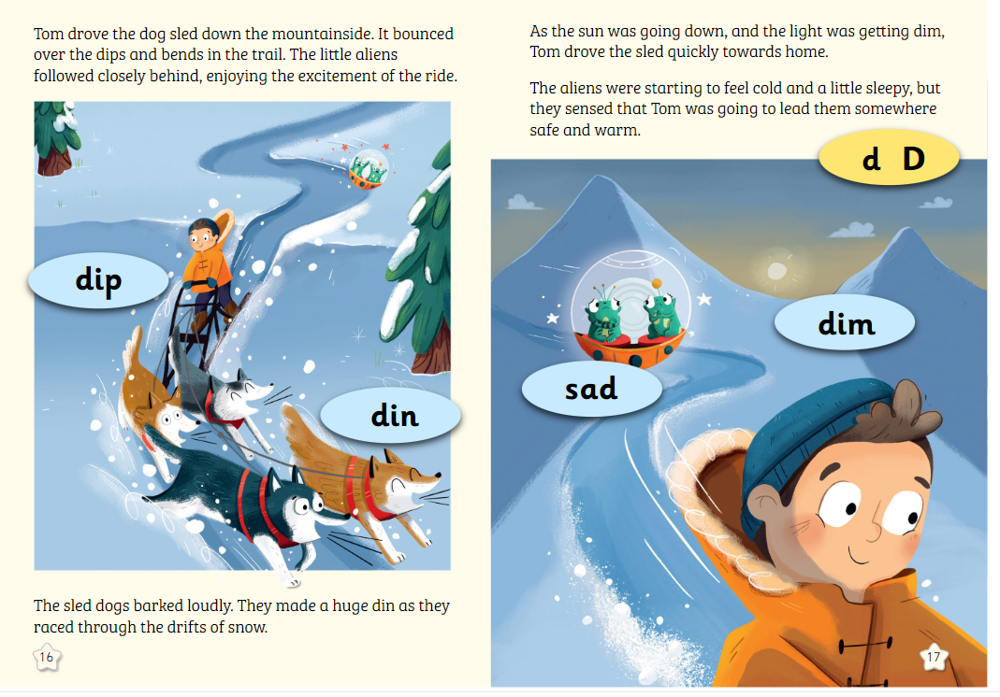 Tom drove the dog sled down the mountainside. It bounced
over the dips and bends in the trail. The little aliens
followed closely behind, enjoying the excitement of the ride.
dip
din
The sled dogs barked loudly. They made a huge din as they
raced through the drifts of snow.
16
As the sun was going down, and the light was getting dim,
Tom drove the sled quickly towards home.
The aliens were starting to feel cold and a little sleepy, but
they sensed that Tom was going to lead them somewhere
safe and warm.
d D
dim
sad
17